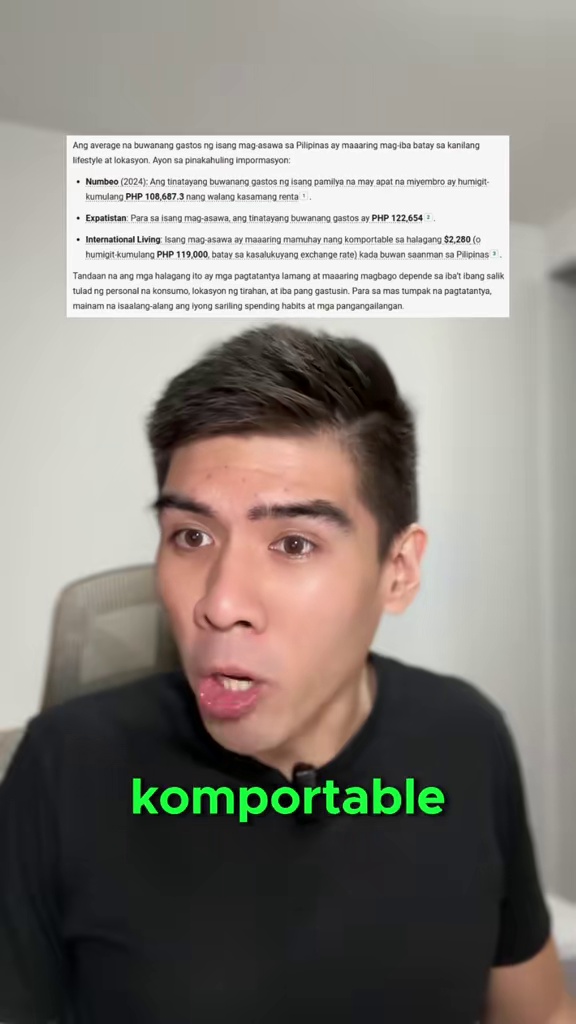 Ang average na buwanang gastos ng isang mag-asawa sa Pilipinas ay maaaring mag-iba batay sa kanilang
lifestyle at lokasyon. Ayon sa pinakahuling impormasyon:
• Numbeo (2024): Ang tinatayang buwanang gastos ng isang pamilya na may apat na miyembro ay humigit-
kumulang PHP 108,687.3 nang walang kasamang renta 1 .
• Expatistan: Para sa isang mag-asawa, ang tinatayang buwanang gastos ay PHP 122,654 2 .
• International Living: Isang mag-asawa ay maaaring mamuhay nang komportable sa halagang $2,280 (o
humigit-kumulang PHP 119,000, batay sa kasalukuyang exchange rate) kada buwan saanman sa Pilipinas 3 .
Tandaan na ang mga halagang ito ay mga pagtatantya lamang at maaaring magbago depende sa iba't ibang salik
tulad ng personal na konsumo, lokasyon ng tirahan, at iba pang gastusin. Para sa mas tumpak na pagtatantya,
mainam na isaalang-alang ang iyong sariling spending habits at mga pangangailangan.
komportable